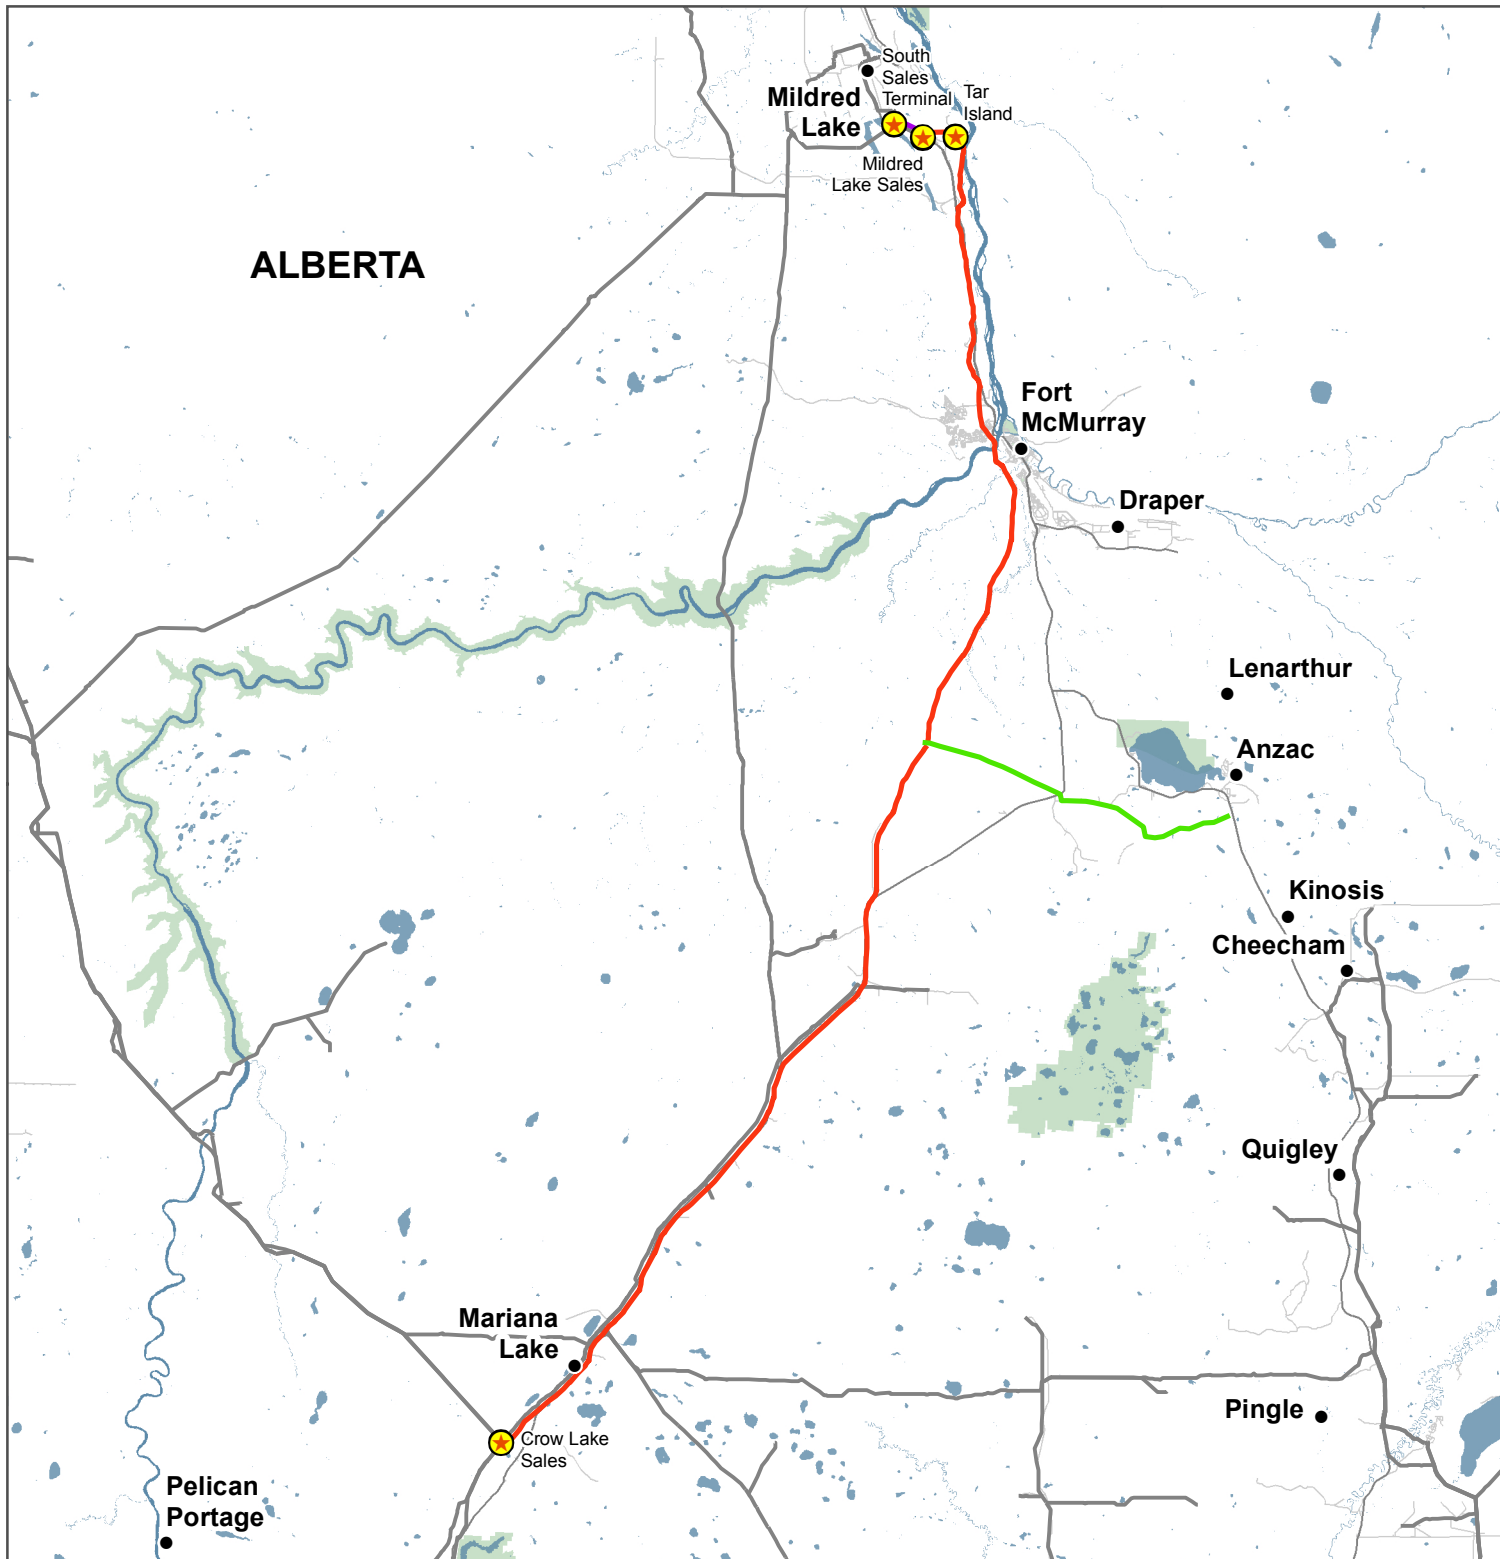 South
Sales
Terminal
Mildred
Lake
Tar
Island
Mildred
Lake Sales
ALBERTA
Fort
McMurray
Draper
Lenarthur
Anzac
Kinosis
Cheecham
Quigley
Mariana
Lake
Pingle
Crow Lake
Sales
Pelican
Portage